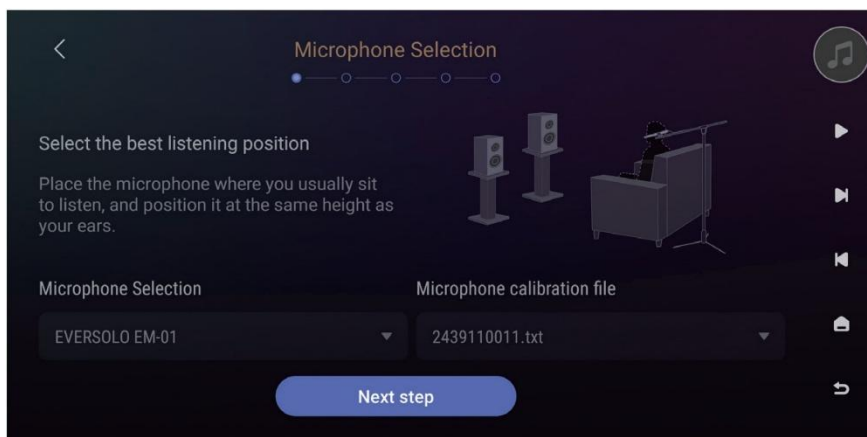 Microphone Selection
Select the best listening position
Place the microphone where you usually sit
to listen, and position it at the same height as
your ears.
Microphone Selection
Microphone calibration file
EVERSOLO EM-01
2439110011.txt
Next step